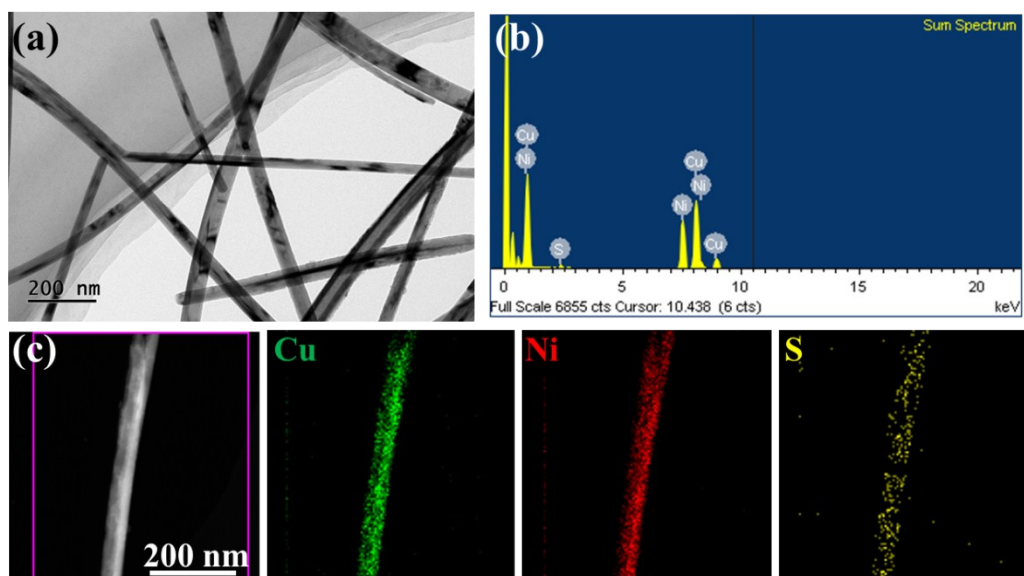 (a)
200 nm
(b)
Sum Spectrum
Cu
Ni
S
Cu
Ni
Ni
Cu
0 5 10 15 20
Full Scale 6855 cts Cursor: 10.438 (6 cts) keV
(c)
200 nm
Cu
Ni
S